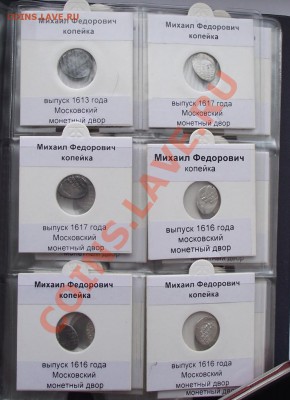 COINS.LAVE.RU
Михаил Федорович
копейка
выпуск 1613 года
Московский
монетный двор
Михаил Федорович
копейка
выпуск 1617 года
Московский
монетный двор
Михаил Федорович
копейка
выпуск 1617 года
Московский
монетный двор
Михаил Федорович
копейка
выпуск 1616 года
Московский
монетный двор
Михаил Федорович
копейка
выпуск 1616 года
Московский
монетный двор
Михаил Федорович
копейка
выпуск 1616 года
Московский
монетный двор
COINS.LAVE.RU